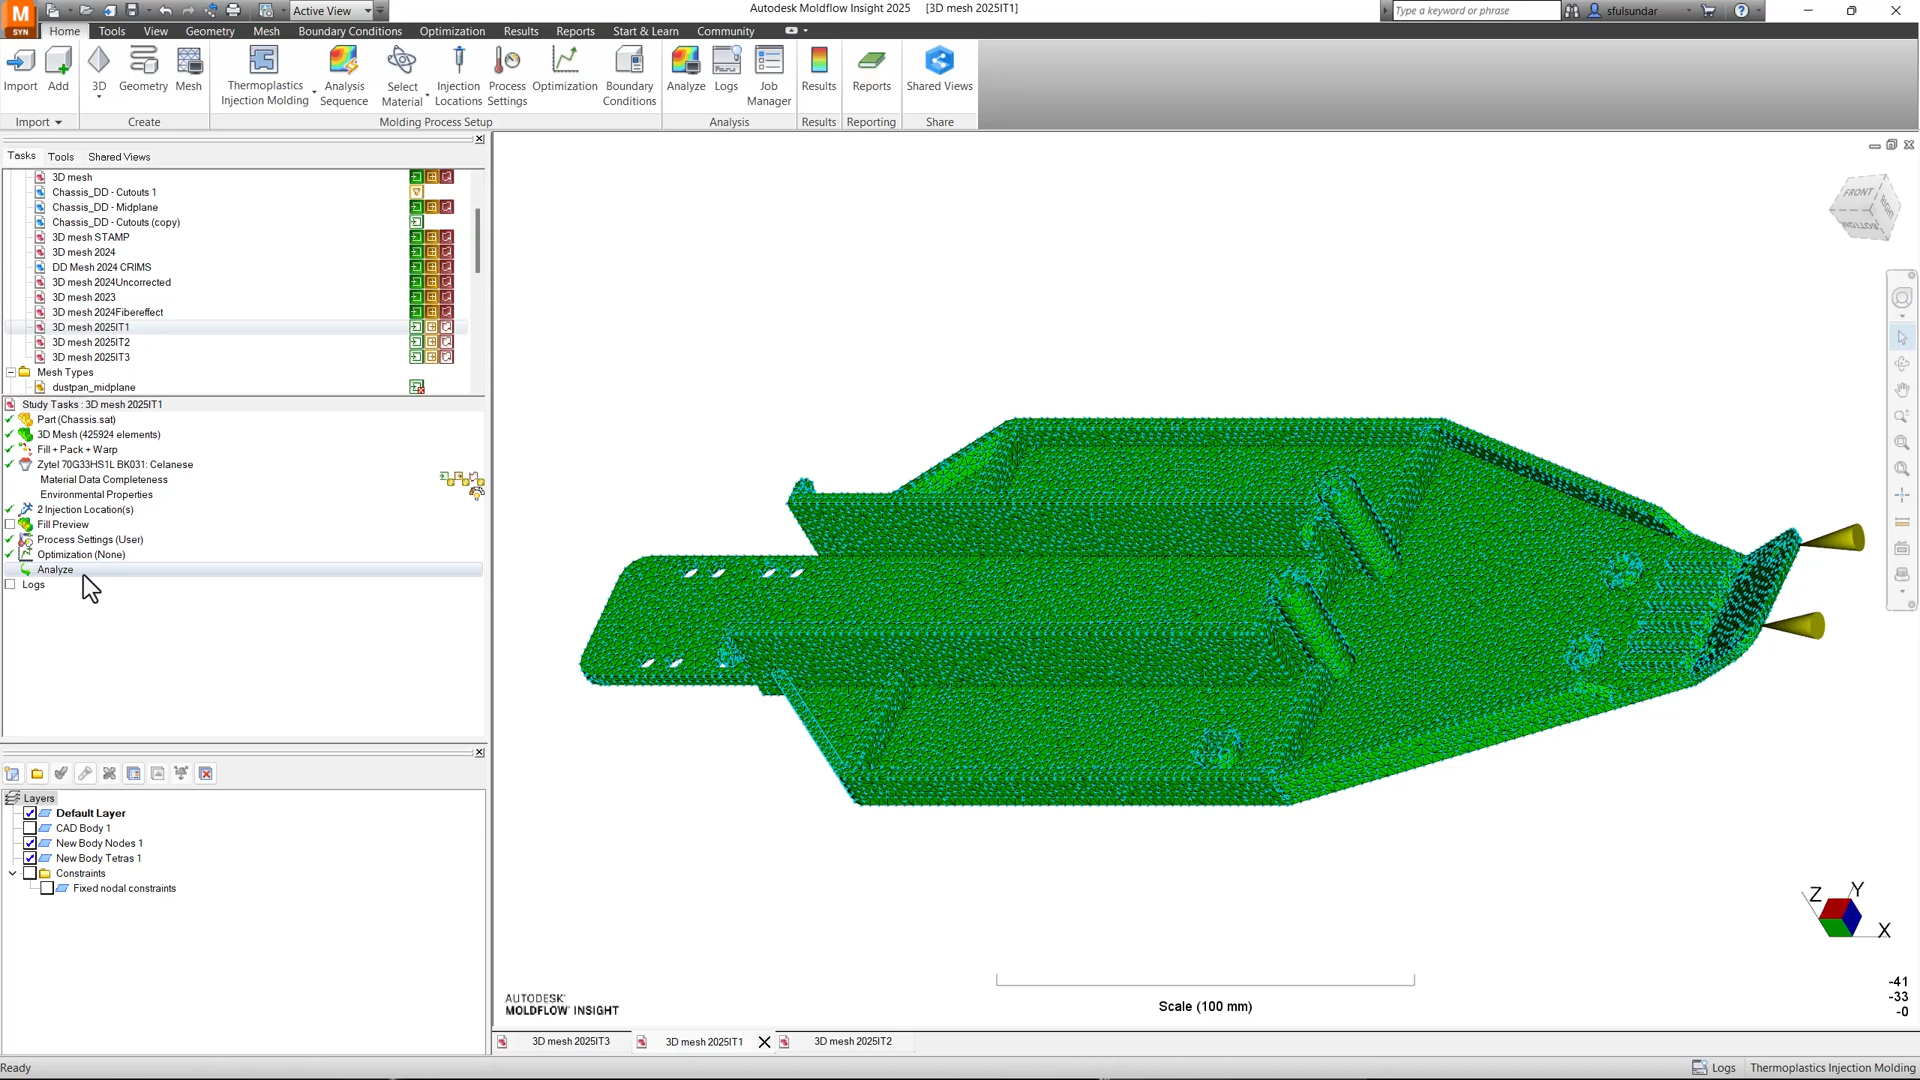 M
SYN
Active View
Autodesk Moldflow Insight 2025 [3D mesh 2025IT1]
Type a keyword or phrase
sfulsundar
Home Tools View Geometry Mesh Boundary Conditions Optimization Results Reports Start & Learn Community
Import Add 3D Geometry Mesh Thermoplastics Injection Molding Analysis Sequence Select Material Injection Locations Process Settings Optimization Boundary Conditions Analyze Logs Job Manager Results Reports Shared Views
Import Create Molding Process Setup Analysis Results Reporting Share
Tasks Tools Shared Views
3D mesh
Chassis_DD - Cutouts 1
Chassis_DD - Midplane
Chassis_DD - Cutouts (copy)
3D mesh STAMP
3D mesh 2024
DD Mesh 2024 CRIMS
3D mesh 2024Uncorrected
3D mesh 2023
3D mesh 2024Fibereffect
3D mesh 2025IT1
3D mesh 2025IT2
3D mesh 2025IT3
Mesh Types
dustpan_midplane
Study Tasks : 3D mesh 2025IT1
Part (Chassis.sat)
3D Mesh (425924 elements)
Fill + Pack + Warp
Zytel 70G33HS1L BK031: Celanese
Material Data Completeness
Environmental Properties
2 Injection Location(s)
Fill Preview
Process Settings (User)
Optimization (None)
Analyze
Logs
Layers
Default Layer
CAD Body 1
New Body Nodes 1
New Body Tetras 1
Constraints
Fixed nodal constraints
FRONT
RIGHT
BOTTOM
Z Y
X
-41
-33
-0
AUTODESK
MOLDFLOW INSIGHT
Scale (100 mm)
3D mesh 2025IT3 3D mesh 2025IT1 3D mesh 2025IT2
Ready
Logs Thermoplastics Injection Molding